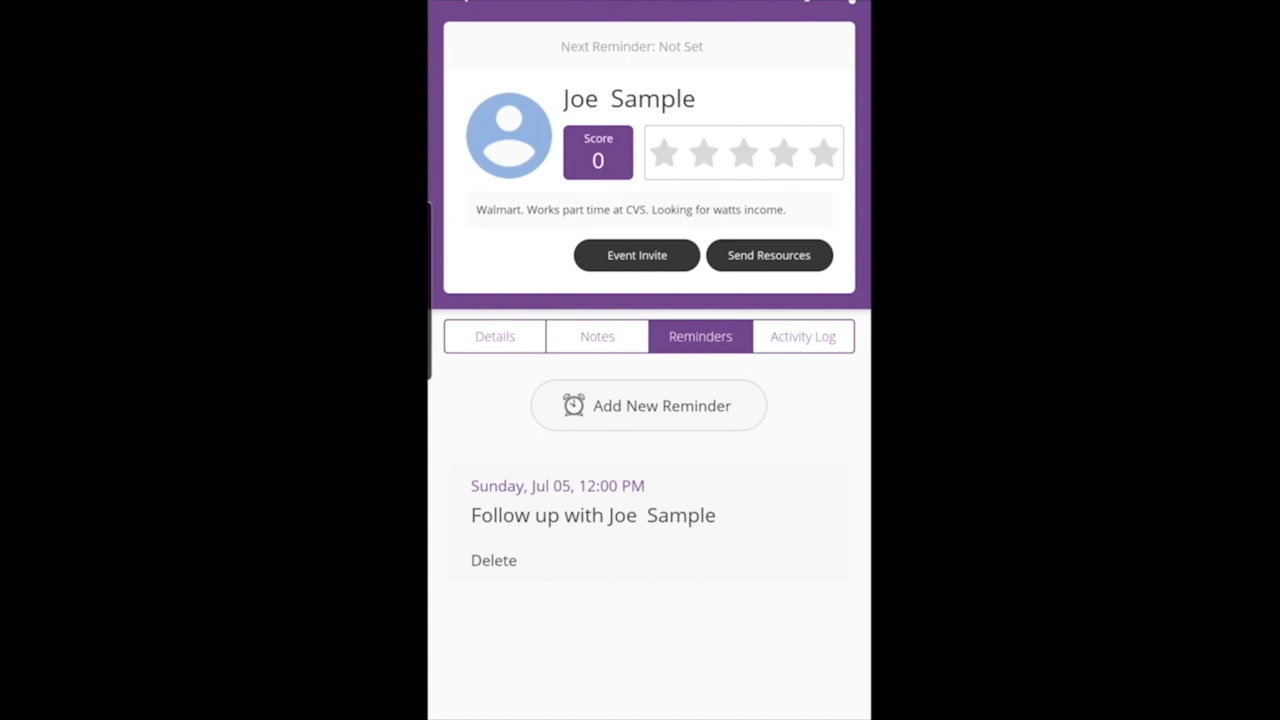 Next Reminder: Not Set
Joe  Sample
Score
0
Walmart. Works part time at CVS. Looking for watts income.
Event Invite
Send Resources
Details
Notes
Reminders
Activity Log
Add New Reminder
Sunday, Jul 05, 12:00 PM
Follow up with Joe  Sample
Delete